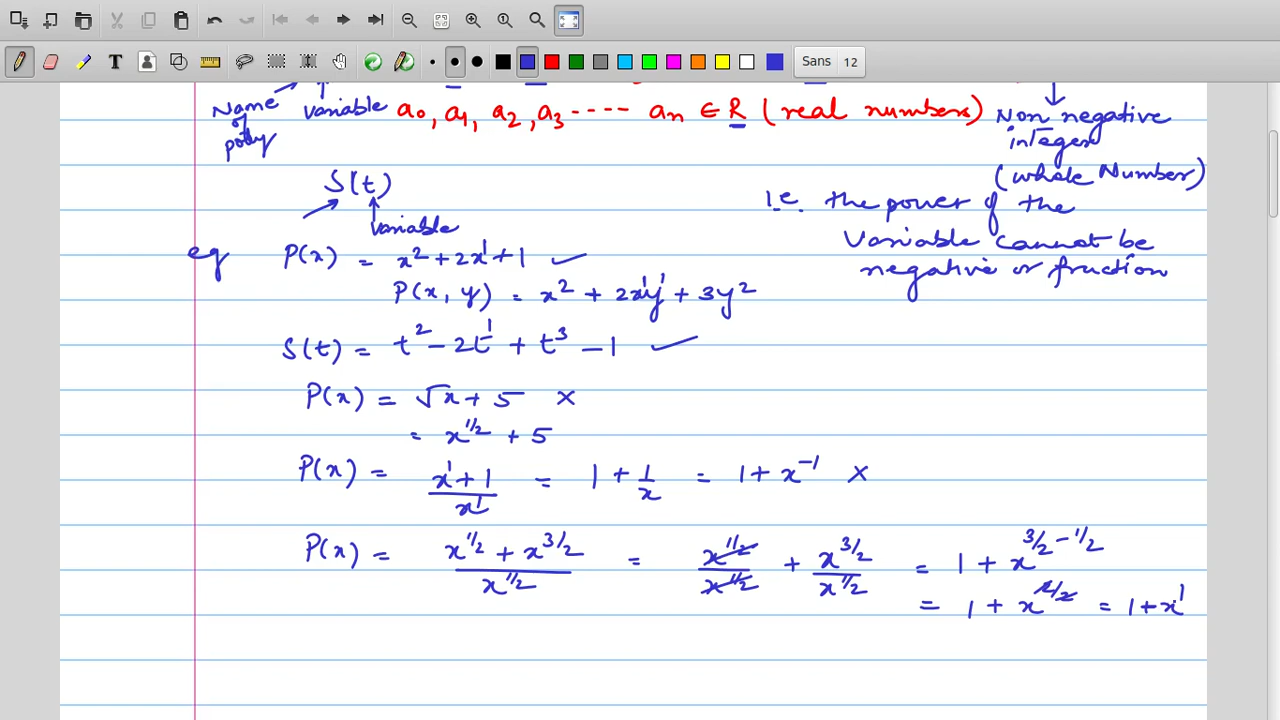 Sans 12
Name of poly
Variable
a₀, a₁, a₂, a₃ ---- aₙ ∈ R (real numbers)
Non negative
integer
(whole Number)
i.e. the power of the
Variable cannot be
negative or fraction
S(t)
Variable
eg P(x) = x² + 2x¹ + 1 ✓
P(x, y) = x² + 2x¹y¹ + 3y²
S(t) = t² - 2t¹ + t³ - 1 ✓
P(x) = √x + 5 ×
= x^1/2 + 5
P(x) = (x¹ + 1)/x¹ = 1 + 1/x = 1 + x⁻¹ ×
P(x) = (x^1/2 + x^3/2)/x^1/2 = x^1/2/x^1/2 + x^3/2/x^1/2 = 1 + x^3/2-1/2
= 1 + x^2/2 = 1 + x¹